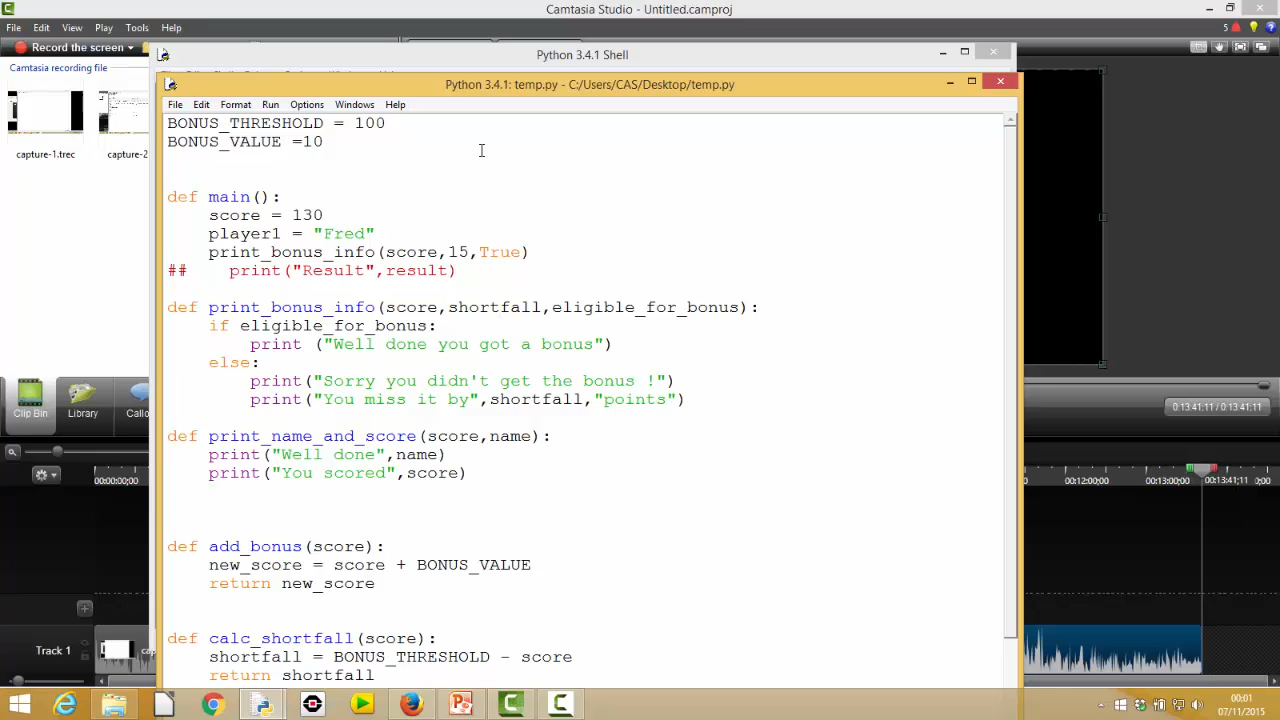 Camtasia Studio - Untitled.camproj
File Edit View Play Tools Help
5
Record the screen
Python 3.4.1 Shell
Camtasia recording file
Python 3.4.1: temp.py - C:/Users/CAS/Desktop/temp.py
File Edit Format Run Options Windows Help
capture-1.trec
capture-2
BONUS_THRESHOLD = 100
BONUS_VALUE =10
def main():
    score = 130
    player1 = "Fred"
    print_bonus_info(score,15,True)
##    print("Result",result)
def print_bonus_info(score,shortfall,eligible_for_bonus):
    if eligible_for_bonus:
        print ("Well done you got a bonus")
    else:
        print("Sorry you didn't get the bonus !")
        print("You miss it by",shortfall,"points")
def print_name_and_score(score,name):
    print("Well done",name)
    print("You scored",score)
def add_bonus(score):
    new_score = score + BONUS_VALUE
    return new_score
def calc_shortfall(score):
    shortfall = BONUS_THRESHOLD - score
    return shortfall
Clip Bin
Library
Callo
0:13:41;11 / 0:13:41;11
00:00:00;00
00:12:00;00
00:13:00;00
00:13:41;11
Track 1
00:01
07/11/2015